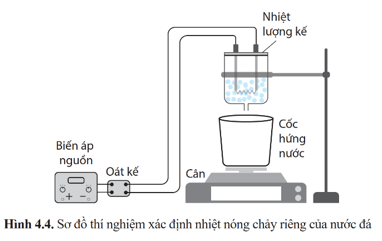 Nhiệt
lượng kế
Cốc
hứng
nước
Biến áp
nguồn
Oát kế
Cân
Hình 4.4. Sơ đồ thí nghiệm xác định nhiệt nóng chảy riêng của nước đá